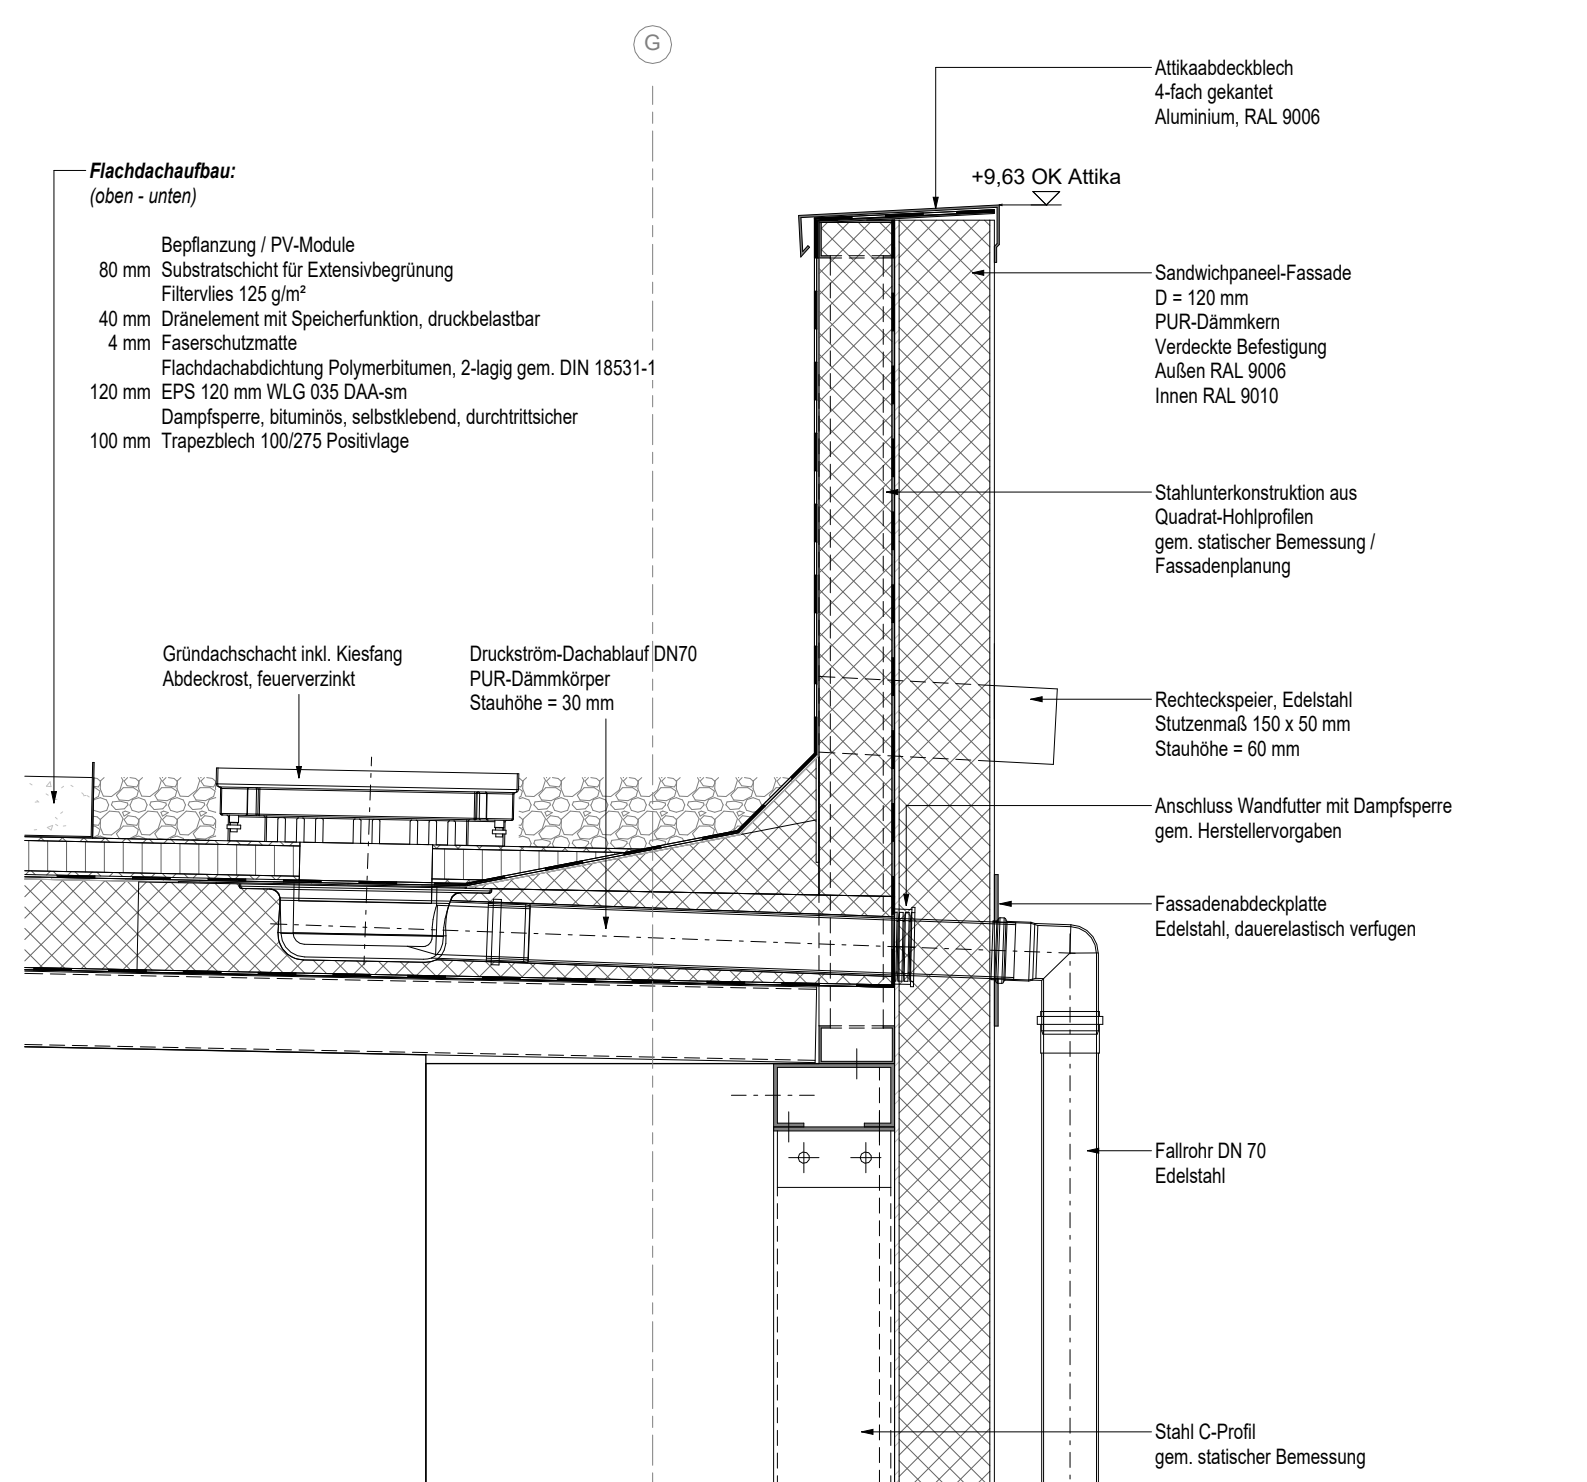 G
Attikaabdeckblech
4-fach gekantet
Aluminium, RAL 9006
+9,63 OK Attika
Flachdachaufbau:
(oben - unten)
Bepflanzung / PV-Module
80 mm Substratschicht für Extensivbegrünung
Filtervlies 125 g/m²
40 mm Dränelement mit Speicherfunktion, druckbelastbar
4 mm Faserschutzmatte
Flachdachabdichtung Polymerbitumen, 2-lagig gem. DIN 18531-1
120 mm EPS 120 mm WLG 035 DAA-sm
Dampfsperre, bituminös, selbstklebend, durchtrittsicher
100 mm Trapezblech 100/275 Positivlage
Sandwichpaneel-Fassade
D = 120 mm
PUR-Dämmkern
Verdeckte Befestigung
Außen RAL 9006
Innen RAL 9010
Stahlunterkonstruktion aus
Quadrat-Hohlprofilen
gem. statischer Bemessung /
Fassadenplanung
Gründachschacht inkl. Kiesfang
Abdeckrost, feuerverzinkt
Druckström-Dachablauf DN70
PUR-Dämmkörper
Stauhöhe = 30 mm
Rechteckspeier, Edelstahl
Stutzenmaß 150 x 50 mm
Stauhöhe = 60 mm
Anschluss Wandfutter mit Dampfsperre
gem. Herstellervorgaben
Fassadenabdeckplatte
Edelstahl, dauerelastisch verfugen
Fallrohr DN 70
Edelstahl
Stahl C-Profil
gem. statischer Bemessung